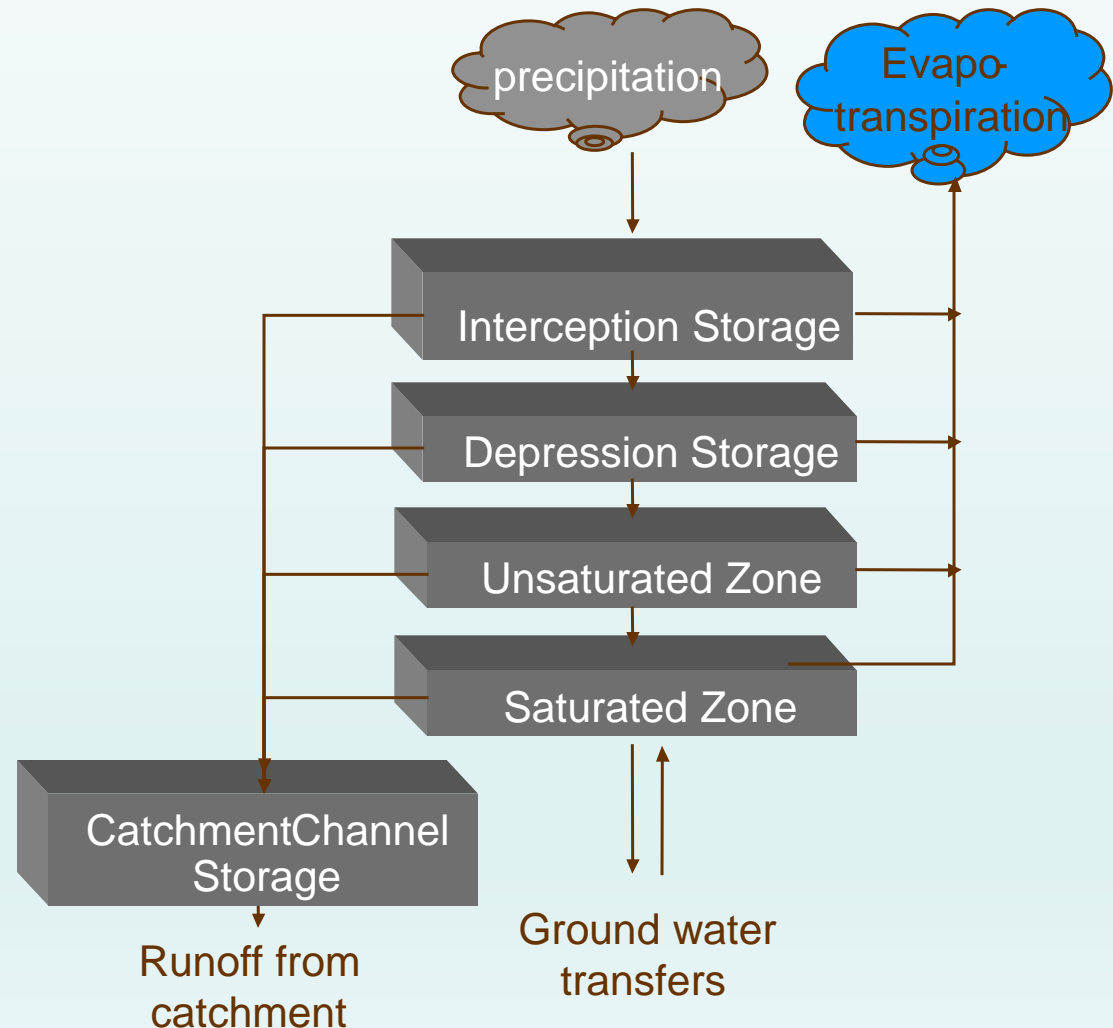 precipitation
Evapo-
transpiration
Interception Storage
Depression Storage
Unsaturated Zone
Saturated Zone
CatchmentChannel
Storage
Ground water
transfers
Runoff from
catchment